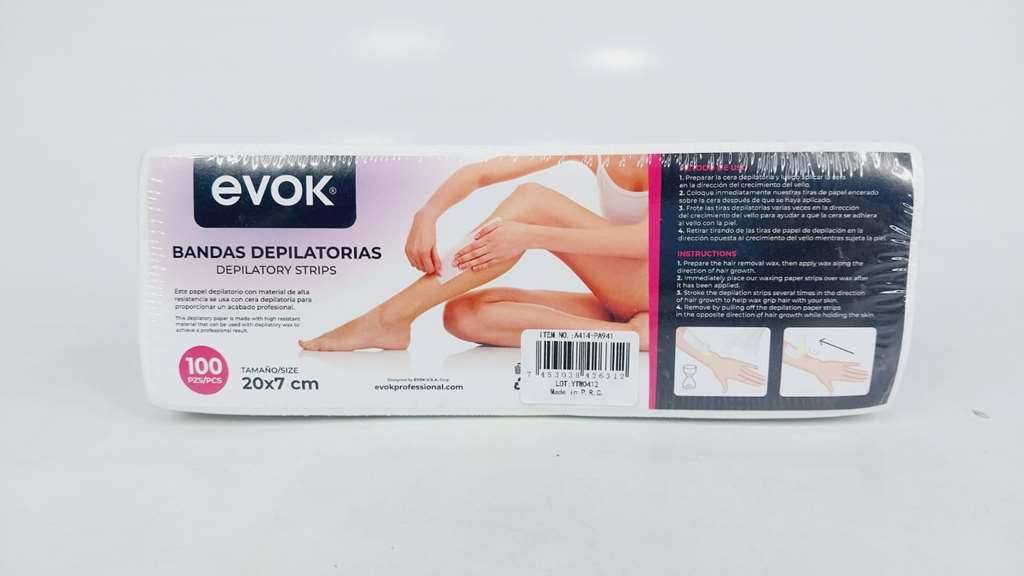 evok®
BANDAS DEPILATORIAS
DEPILATORY STRIPS
Este papel depilatorio con material de alta
resistencia se usa con cera depilatoria para
proporcionar un acabado profesional.
This depilatory paper is made with high resistant
material that can be used with depilatory wax to
achieve a professional result.
100
PZS/PCS
TAMAÑO/SIZE
20x7 cm
Designed by EVOK U.S.A. Corp
evokprofessional.com
ITEM NO.:A414-PA941
7 453039 436312
LOT:YTM0412
Made in P.R.C.
DE
1. Preparar la cera depilatoria y luego aplicar la cera
en la dirección del crecimiento del vello.
2. Coloque inmediatamente nuestras tiras de papel encerado
sobre la cera después de que se haya aplicado.
3. Frote las tiras depilatorias varias veces en la dirección
del crecimiento del vello para ayudar a que la cera se adhiera
al vello con la piel.
4. Retirar tirando de las tiras de papel de depilación en la
dirección opuesta al crecimiento del vello mientras sujeta la piel.
INSTRUCTIONS
1. Prepare the hair removal wax, then apply wax along the
direction of hair growth.
2. Immediately place our waxing paper strips over wax after
it has been applied.
3. Stroke the depilation strips several times in the direction
of hair growth to help wax grip hair with your skin.
4. Remove by pulling off the depilation paper strips
in the opposite direction of hair growth while holding the skin.